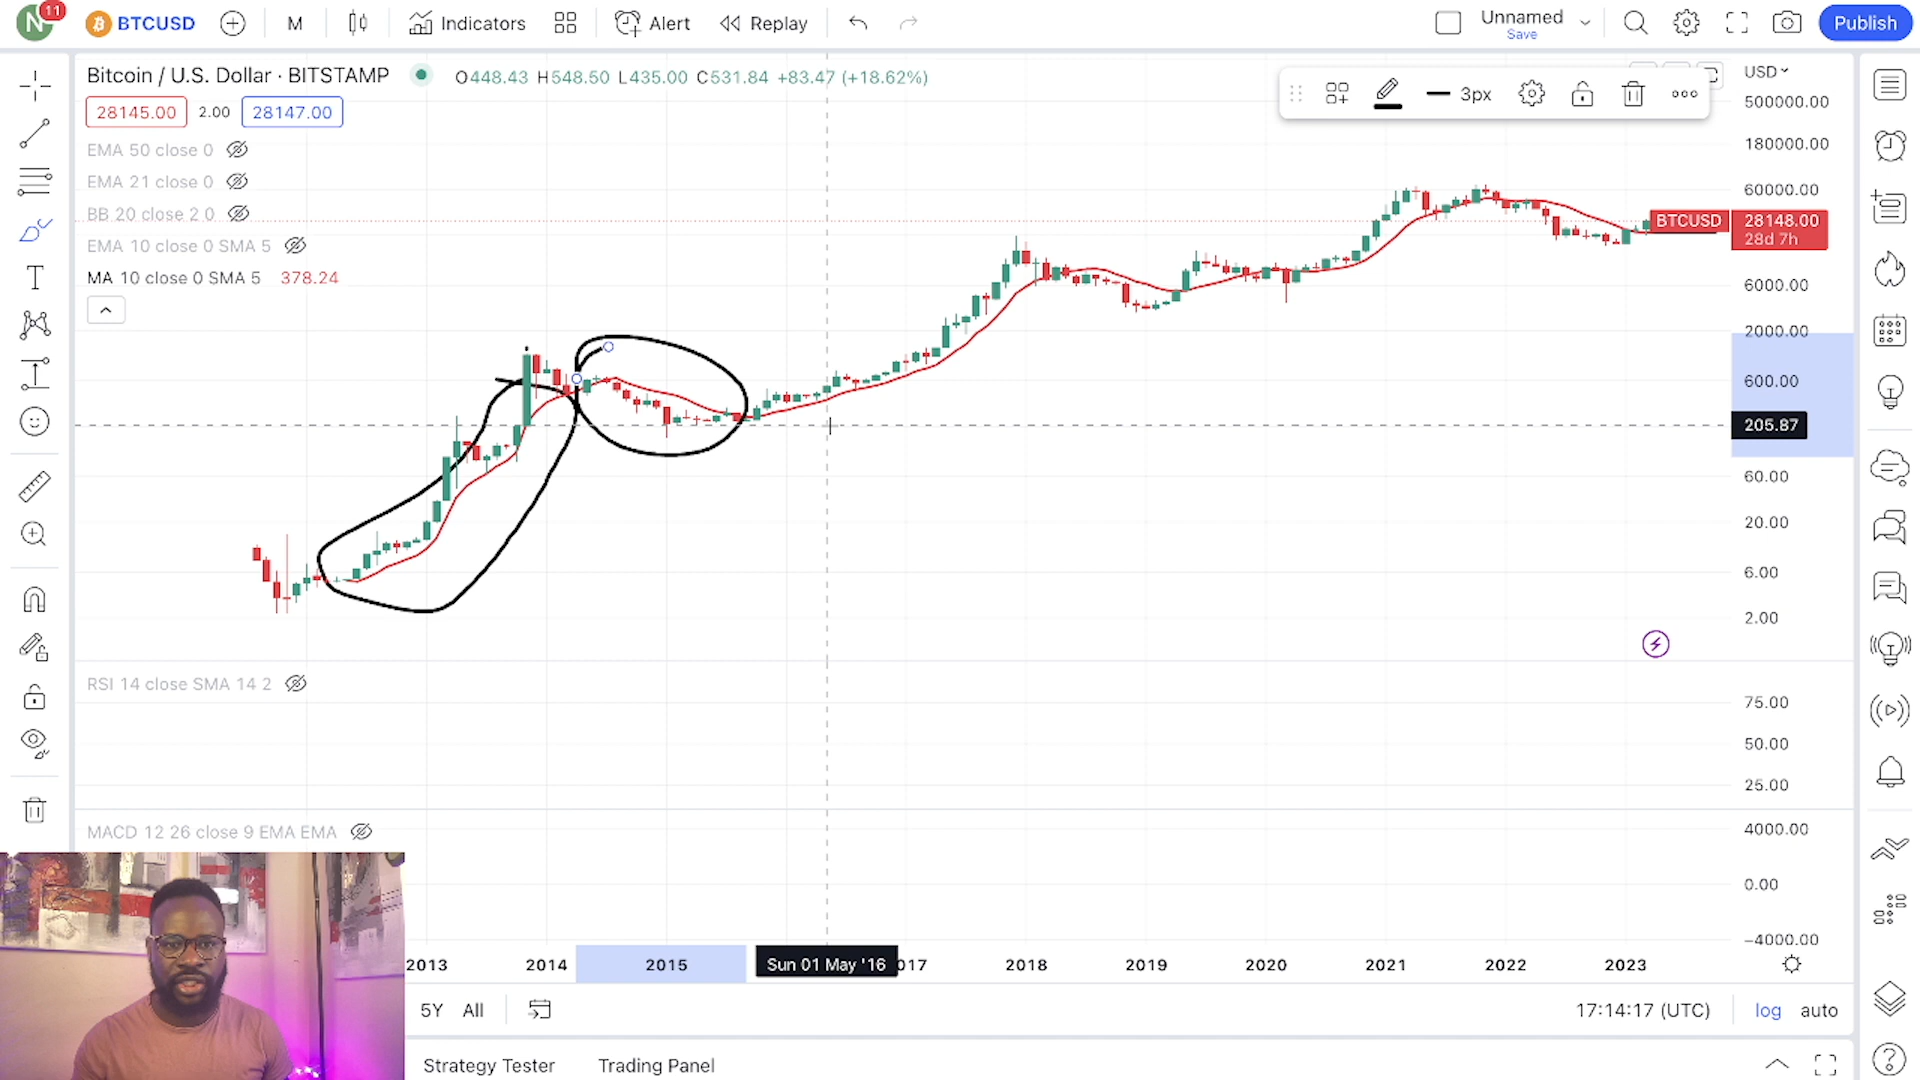 N 11 BTCUSD M Indicators Alert Replay Unnamed Save Publish
Bitcoin / U.S. Dollar · BITSTAMP O448.43 H548.50 L435.00 C531.84 +83.47 (+18.62%)
28145.00 2.00 28147.00
EMA 50 close 0
EMA 21 close 0
BB 20 close 2 0
EMA 10 close 0 SMA 5
MA 10 close 0 SMA 5 378.24
3px
USD
500000.00
180000.00
60000.00
BTCUSD 28148.00
28d 7h
6000.00
2000.00
600.00
205.87
60.00
20.00
6.00
2.00
RSI 14 close SMA 14 2
75.00
50.00
25.00
MACD 12 26 close 9 EMA EMA
4000.00
0.00
−4000.00
2013 2014 2015 Sun 01 May '16 017 2018 2019 2020 2021 2022 2023
5Y All 17:14:17 (UTC) log auto
Strategy Tester Trading Panel